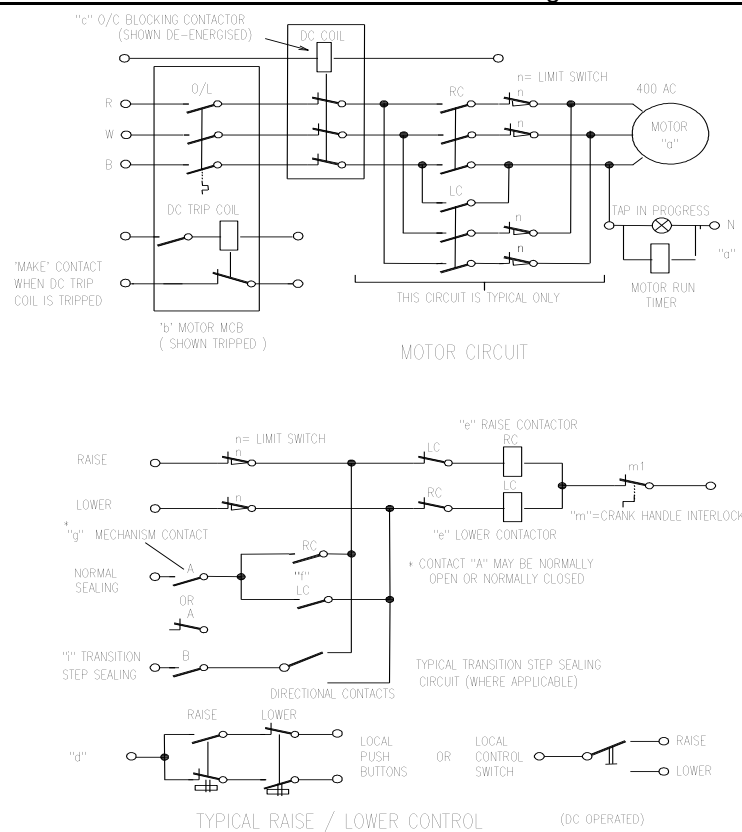 "c" O/C BLOCKING CONTACTOR
(SHOWN DE-ENERGISED)
DC COIL
O/L
n= LIMIT SWITCH
400 AC
R
RC
n
W
n
MOTOR
"a"
B
LC
DC TRIP COIL
TAP IN PROGRESS
N
n
"a"
n
"MAKE" CONTACT
WHEN DC TRIP
COIL IS TRIPPED
MOTOR RUN
TIMER
THIS CIRCUIT IS TYPICAL ONLY
'b' MOTOR MCB
( SHOWN TRIPPED )
MOTOR CIRCUIT
"e" RAISE CONTACTOR
n= LIMIT SWITCH
RAISE
n
LC
RC
m1
LOWER
n
RC
LC
"m"=CRANK HANDLE INTERLOCK
* "g" MECHANISM CONTACT
"e" LOWER CONTACTOR
NORMAL
SEALING
A
RC
"f"
LC
* CONTACT "A" MAY BE NORMALLY
OPEN OR NORMALLY CLOSED
OR
A
"i" TRANSITION
STEP SEALING
B
DIRECTIONAL CONTACTS
TYPICAL TRANSITION STEP SEALING
CIRCUIT (WHERE APPLICABLE)
RAISE
LOWER
"d"
LOCAL
PUSH
BUTTONS
OR
LOCAL
CONTROL
SWITCH
RAISE
LOWER
TYPICAL RAISE / LOWER CONTROL
(DC OPERATED)